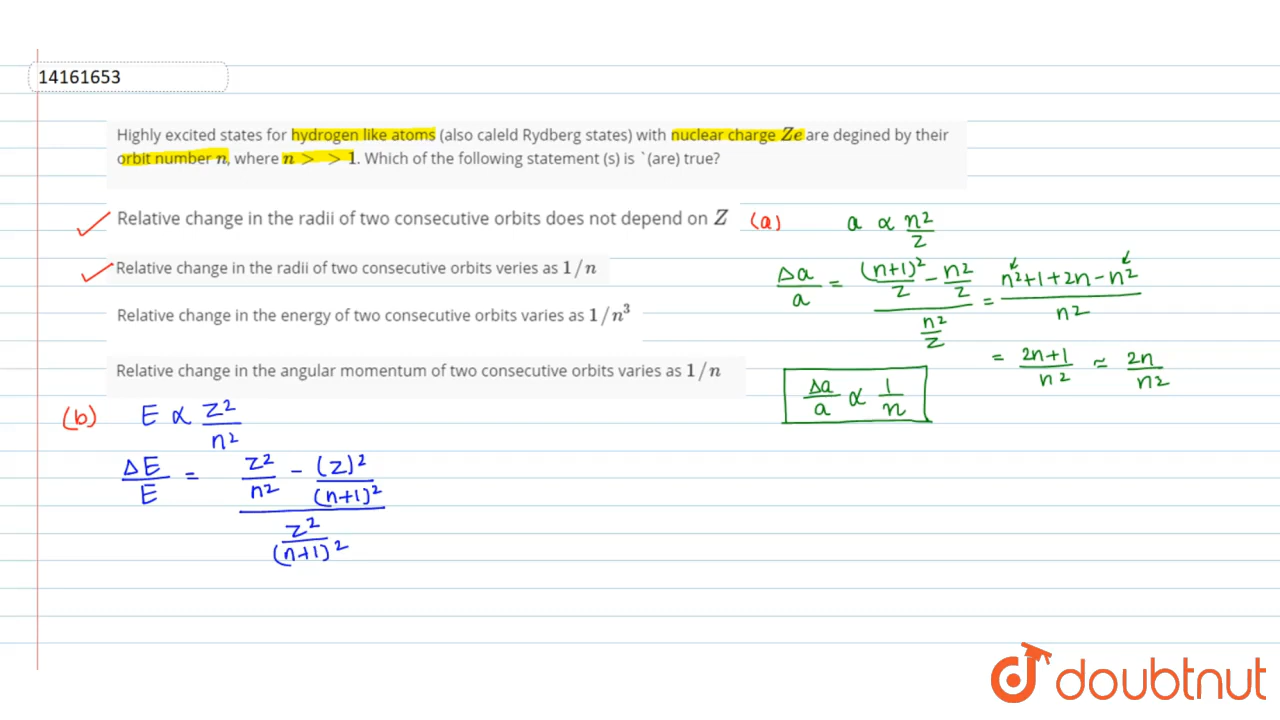 14161653
Highly excited states for hydrogen like atoms (also caleld Rydberg states) with nuclear charge Ze are degined by their
orbit number n, where n > > 1. Which of the following statement (s) is `(are) true?
Relative change in the radii of two consecutive orbits does not depend on Z
Relative change in the radii of two consecutive orbits veries as 1/n
Relative change in the energy of two consecutive orbits varies as 1/n³
Relative change in the angular momentum of two consecutive orbits varies as 1/n
(a) a ∝ n²/z
Δa/a = ((n+1)²/z − n²/z)/(n²/z) = (n²+1+2n−n²)/n²
= (2n+1)/n² ≈ 2n/n²
Δa/a ∝ 1/n
(b) E ∝ z²/n²
ΔE/E = (z²/n² − (z)²/(n+1)²)/(z²/(n+1)²)
doubtnut